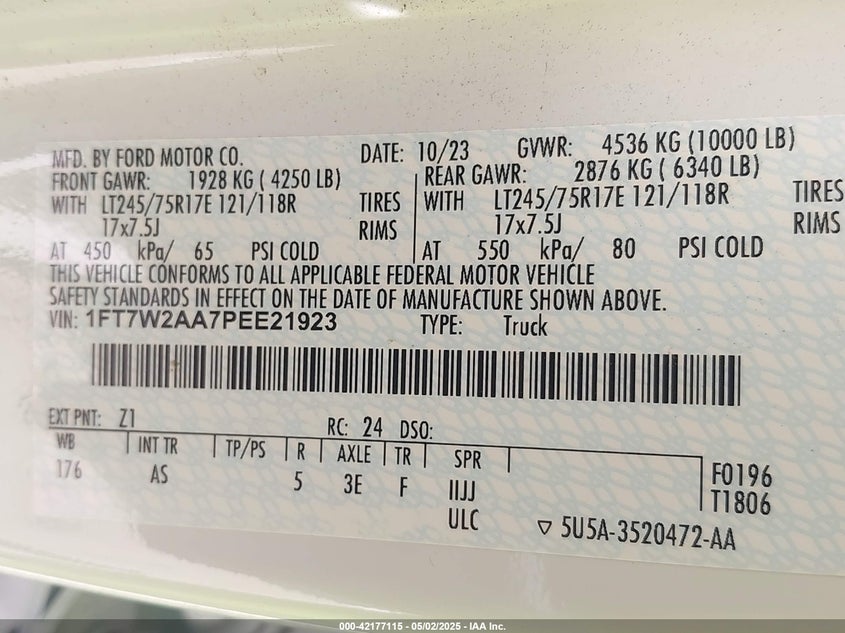 MFD. BY FORD MOTOR CO. DATE: 10/23 GVWR: 4536 KG (10000 LB)
FRONT GAWR: 1928 KG ( 4250 LB) REAR GAWR: 2876 KG ( 6340 LB)
WITH LT245/75R17E 121/118R TIRES WITH LT245/75R17E 121/118R TIRES
17x7.5J RIMS 17x7.5J RIMS
AT 450 kPa/ 65 PSI COLD AT 550 kPa/ 80 PSI COLD
THIS VEHICLE CONFORMS TO ALL APPLICABLE FEDERAL MOTOR VEHICLE
SAFETY STANDARDS IN EFFECT ON THE DATE OF MANUFACTURE SHOWN ABOVE.
VIN: 1FT7W2AA7PEE21923 TYPE: Truck
EXT PNT: Z1 RC: 24 DSO:
WB INT TR TP/PS R AXLE TR SPR
176 AS 5 3E F IIJJ
ULC
F0196
T1806
▽ 5U5A-3520472-AA
000-42177115 - 05/02/2025 - IAA Inc.